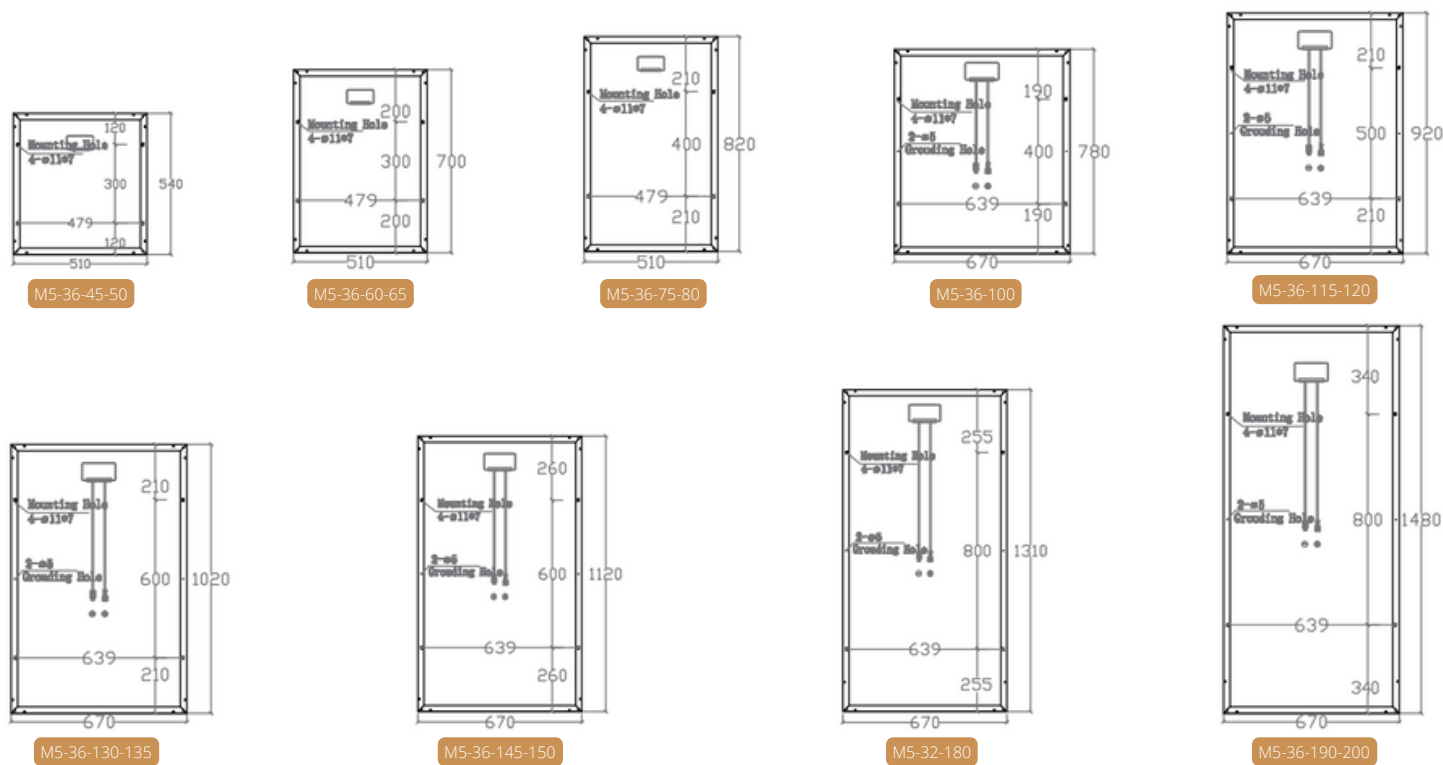 120
Mounting Hole
4-ø11*7
300
540
479
120
510
M5-36-45-50
200
Mounting Hole
4-ø11*7
300
700
479
200
510
M5-36-60-65
210
Mounting Hole
4-ø11*7
400
820
479
210
510
M5-36-75-80
190
Mounting Hole
4-ø11*7
2-ø5
Grouding Hole
400
780
639
190
670
M5-36-100
210
Mounting Hole
4-ø11*7
2-ø5
Grouding Hole
500
920
639
210
670
M5-36-115-120
210
Mounting Hole
4-ø11*7
2-ø5
Grouding Hole
600
1020
639
210
670
M5-36-130-135
260
Mounting Hole
4-ø11*7
2-ø5
Grouding Hole
600
1120
639
260
670
M5-36-145-150
255
Mounting Hole
4-ø11*7
2-ø5
Grouding Hole
800
1310
639
255
670
M5-32-180
340
Mounting Hole
4-ø11*7
2-ø5
Grouding Hole
800
1480
639
340
670
M5-36-190-200